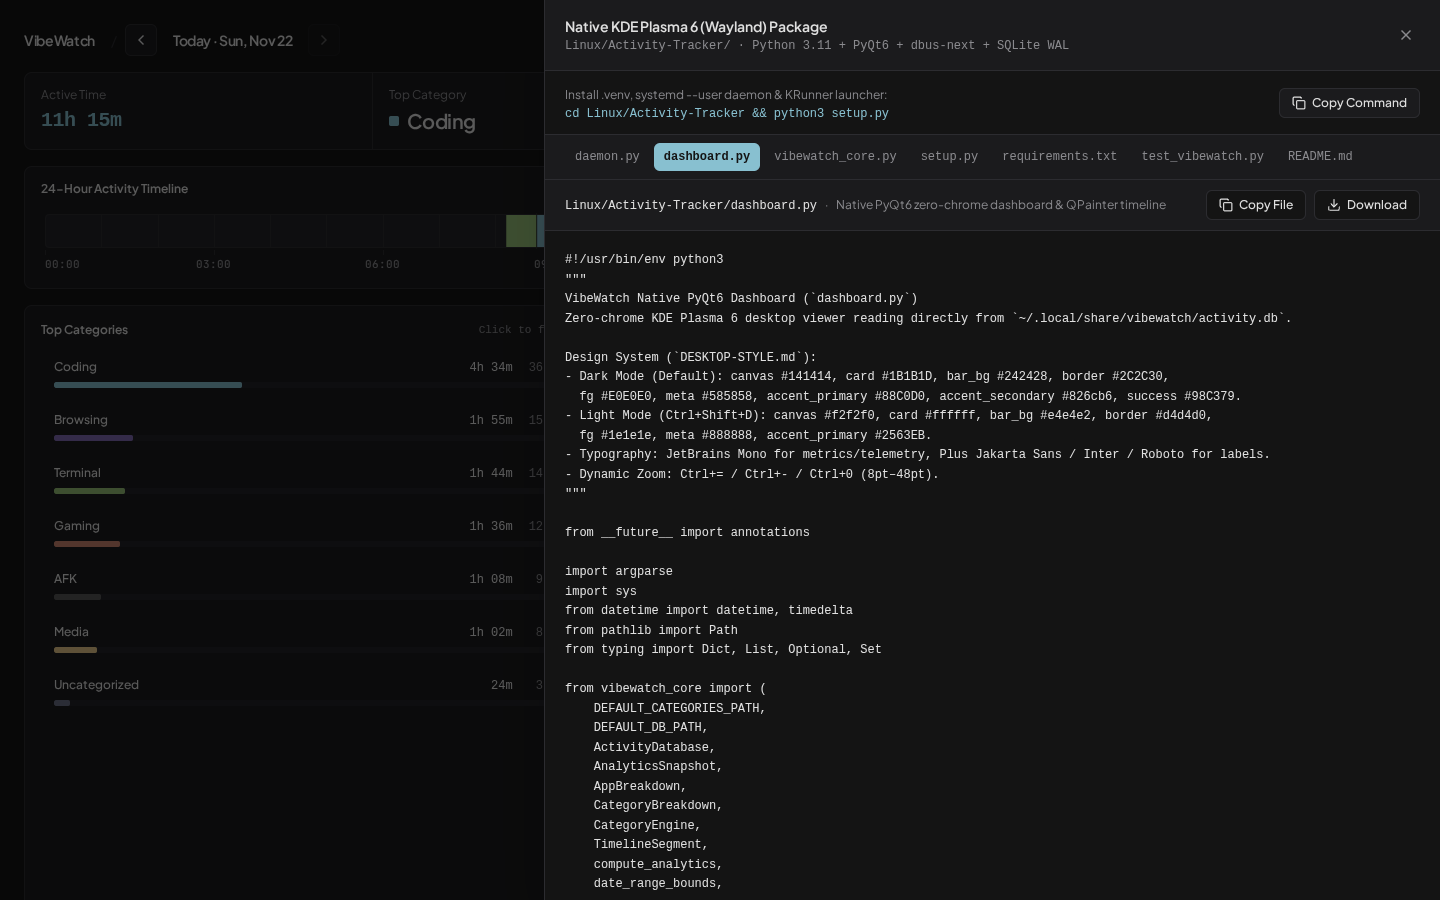 VibeWatch / Today · Sun, Nov 22
Active Time
11h 15m
Top Category
Coding
24-Hour Activity Timeline
00:00 03:00 06:00 09
Top Categories
Click to f
Coding 4h 34m 36
Browsing 1h 55m 15
Terminal 1h 44m 14
Gaming 1h 36m 12
AFK 1h 08m 9
Media 1h 02m 8
Uncategorized 24m 3
Native KDE Plasma 6 (Wayland) Package
Linux/Activity-Tracker/ · Python 3.11 + PyQt6 + dbus-next + SQLite WAL
Install .venv, systemd --user daemon & KRunner launcher:
cd Linux/Activity-Tracker && python3 setup.py
Copy Command
daemon.py dashboard.py vibewatch_core.py setup.py requirements.txt test_vibewatch.py README.md
Linux/Activity-Tracker/dashboard.py · Native PyQt6 zero-chrome dashboard & QPainter timeline
Copy File Download
#!/usr/bin/env python3
"""
VibeWatch Native PyQt6 Dashboard (`dashboard.py`)
Zero-chrome KDE Plasma 6 desktop viewer reading directly from `~/.local/share/vibewatch/activity.db`.
Design System (`DESKTOP-STYLE.md`):
- Dark Mode (Default): canvas #141414, card #1B1B1D, bar_bg #242428, border #2C2C30,
fg #E0E0E0, meta #585858, accent_primary #88C0D0, accent_secondary #826cb6, success #98C379.
- Light Mode (Ctrl+Shift+D): canvas #f2f2f0, card #ffffff, bar_bg #e4e4e2, border #d4d4d0,
fg #1e1e1e, meta #888888, accent_primary #2563EB.
- Typography: JetBrains Mono for metrics/telemetry, Plus Jakarta Sans / Inter / Roboto for labels.
- Dynamic Zoom: Ctrl+= / Ctrl+- / Ctrl+0 (8pt–48pt).
"""
from __future__ import annotations
import argparse
import sys
from datetime import datetime, timedelta
from pathlib import Path
from typing import Dict, List, Optional, Set
from vibewatch_core import (
DEFAULT_CATEGORIES_PATH,
DEFAULT_DB_PATH,
ActivityDatabase,
AnalyticsSnapshot,
AppBreakdown,
CategoryBreakdown,
CategoryEngine,
TimelineSegment,
compute_analytics,
date_range_bounds,